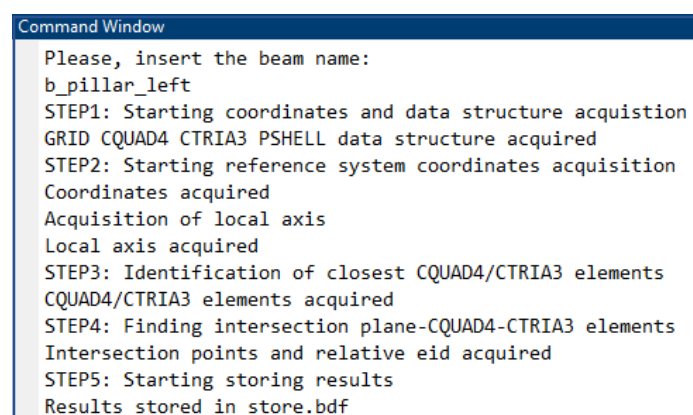 Command Window
Please, insert the beam name:
b_pillar_left
STEP1: Starting coordinates and data structure acquistion
GRID CQUAD4 CTRIA3 PSHELL data structure acquired
STEP2: Starting reference system coordinates acquisition
Coordinates acquired
Acquisition of local axis
Local axis acquired
STEP3: Identification of closest CQUAD4/CTRIA3 elements
CQUAD4/CTRIA3 elements acquired
STEP4: Finding intersection plane-CQUAD4-CTRIA3 elements
Intersection points and relative eid acquired
STEP5: Starting storing results
Results stored in store.bdf